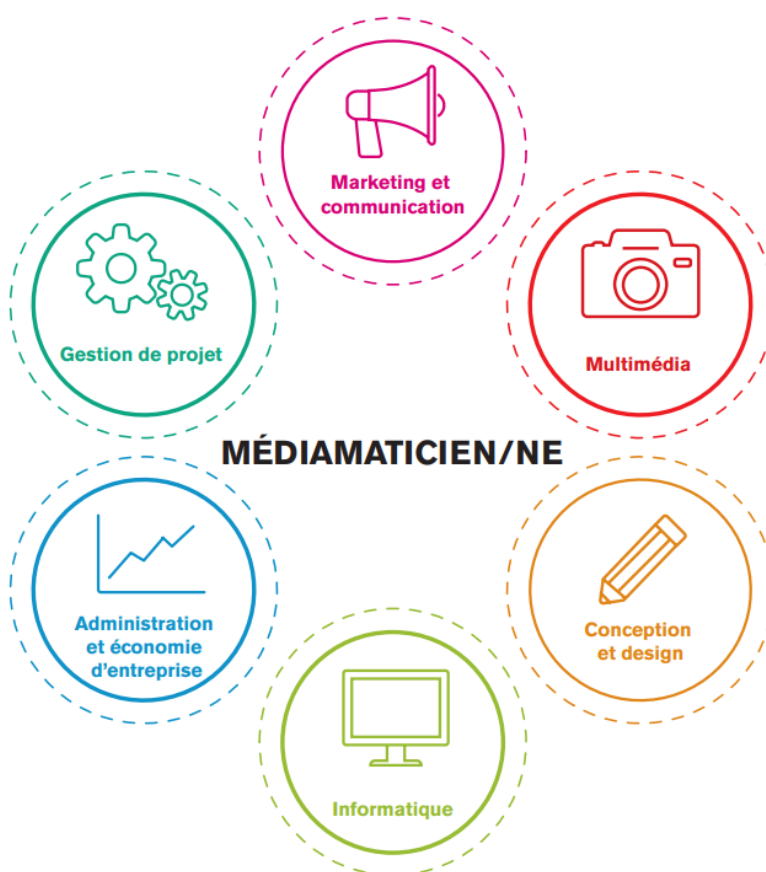 Marketing et
communication
Gestion de projet
Multimédia
MÉDIAMATICIEN/NE
Administration
et économie
d'entreprise
Conception
et design
Informatique